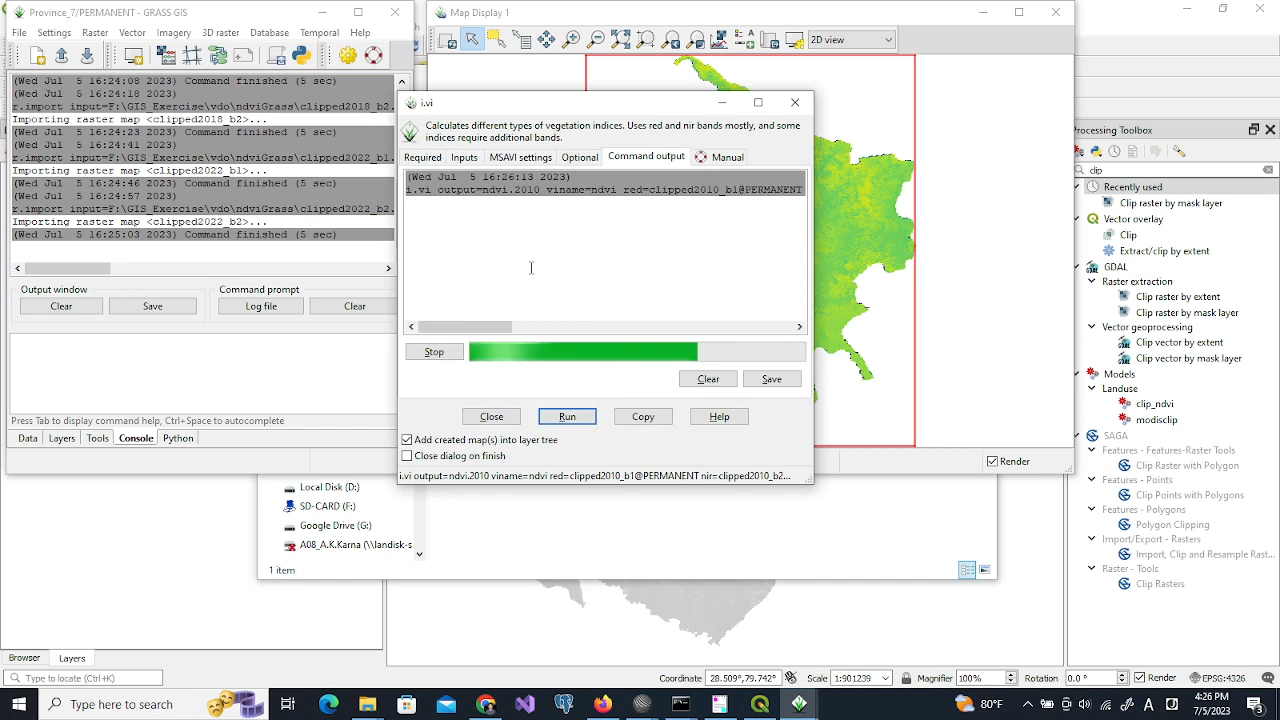 Province_7/PERMANENT - GRASS GIS
File Settings Raster Vector Imagery 3D raster Database Temporal Help
(Wed Jul 5 16:24:08 2023) Command finished (5 sec)
(Wed Jul 5 16:24:18 2023)
r.import input=F:\GIS_Exercise\vdo\ndviGrass\clipped2018_b2.
Importing raster map <clipped2018_b2>...
(Wed Jul 5 16:24:23 2023) Command finished (5 sec)
(Wed Jul 5 16:24:41 2023)
r.import input=F:\GIS_Exercise\vdo\ndviGrass\clipped2022_b1.
Importing raster map <clipped2022_b1>...
(Wed Jul 5 16:24:46 2023) Command finished (5 sec)
(Wed Jul 5 16:24:57 2023)
r.import input=F:\GIS_Exercise\vdo\ndviGrass\clipped2022_b2.
Importing raster map <clipped2022_b2>...
(Wed Jul 5 16:25:03 2023) Command finished (5 sec)
Output window
Command prompt
Clear
Save
Log file
Clear
Press Tab to display command help, Ctrl+Space to autocomplete
Data Layers Tools Console Python
Map Display 1
2D view
Render
i.vi
Calculates different types of vegetation indices. Uses red and nir bands mostly, and some
indices require additional bands.
Required Inputs MSAVI settings Optional Command output Manual
(Wed Jul 5 16:26:13 2023)
i.vi output=ndvi.2010 viname=ndvi red=clipped2010_b1@PERMANENT
Stop
Clear
Save
Close
Run
Copy
Help
Add created map(s) into layer tree
Close dialog on finish
i.vi output=ndvi.2010 viname=ndvi red=clipped2010_b1@PERMANENT nir=clipped2010_b2...
Local Disk (D:)
SD-CARD (F:)
Google Drive (G:)
A08_A.K.Karna (\\landisk-s
1 item
Processing Toolbox
clip
Recently used
Clip raster by mask layer
Vector overlay
Clip
Extract/clip by extent
GDAL
Raster extraction
Clip raster by extent
Clip raster by mask layer
Vector geoprocessing
Clip vector by extent
Clip vector by mask layer
Models
Landuse
clip_ndvi
modisclip
SAGA
Features - Features-Raster Tools
Clip Raster with Polygon
Features - Points
Clip Points with Polygons
Features - Polygons
Polygon Clipping
Import/Export - Rasters
Import, Clip and Resample Rast...
Raster - Tools
Clip Rasters
Browser
Layers
Type to locate (Ctrl+K)
Coordinate 28.509°,79.742°
Scale 1:901239
Magnifier 100%
Rotation 0.0 °
Render
EPSG:4326
Type here to search
80°F
4:26 PM
7/5/2023